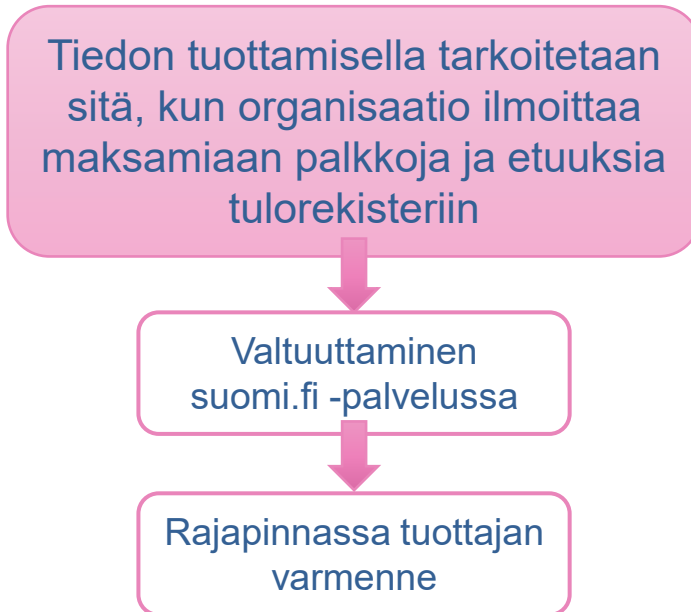 Tiedon tuottamisella tarkoitetaan
sitä, kun organisaatio ilmoittaa
maksamiaan palkkoja ja etuuksia
tulorekisteriin
Valtuuttaminen
suomi.fi -palvelussa
Rajapinnassa tuottajan
varmenne